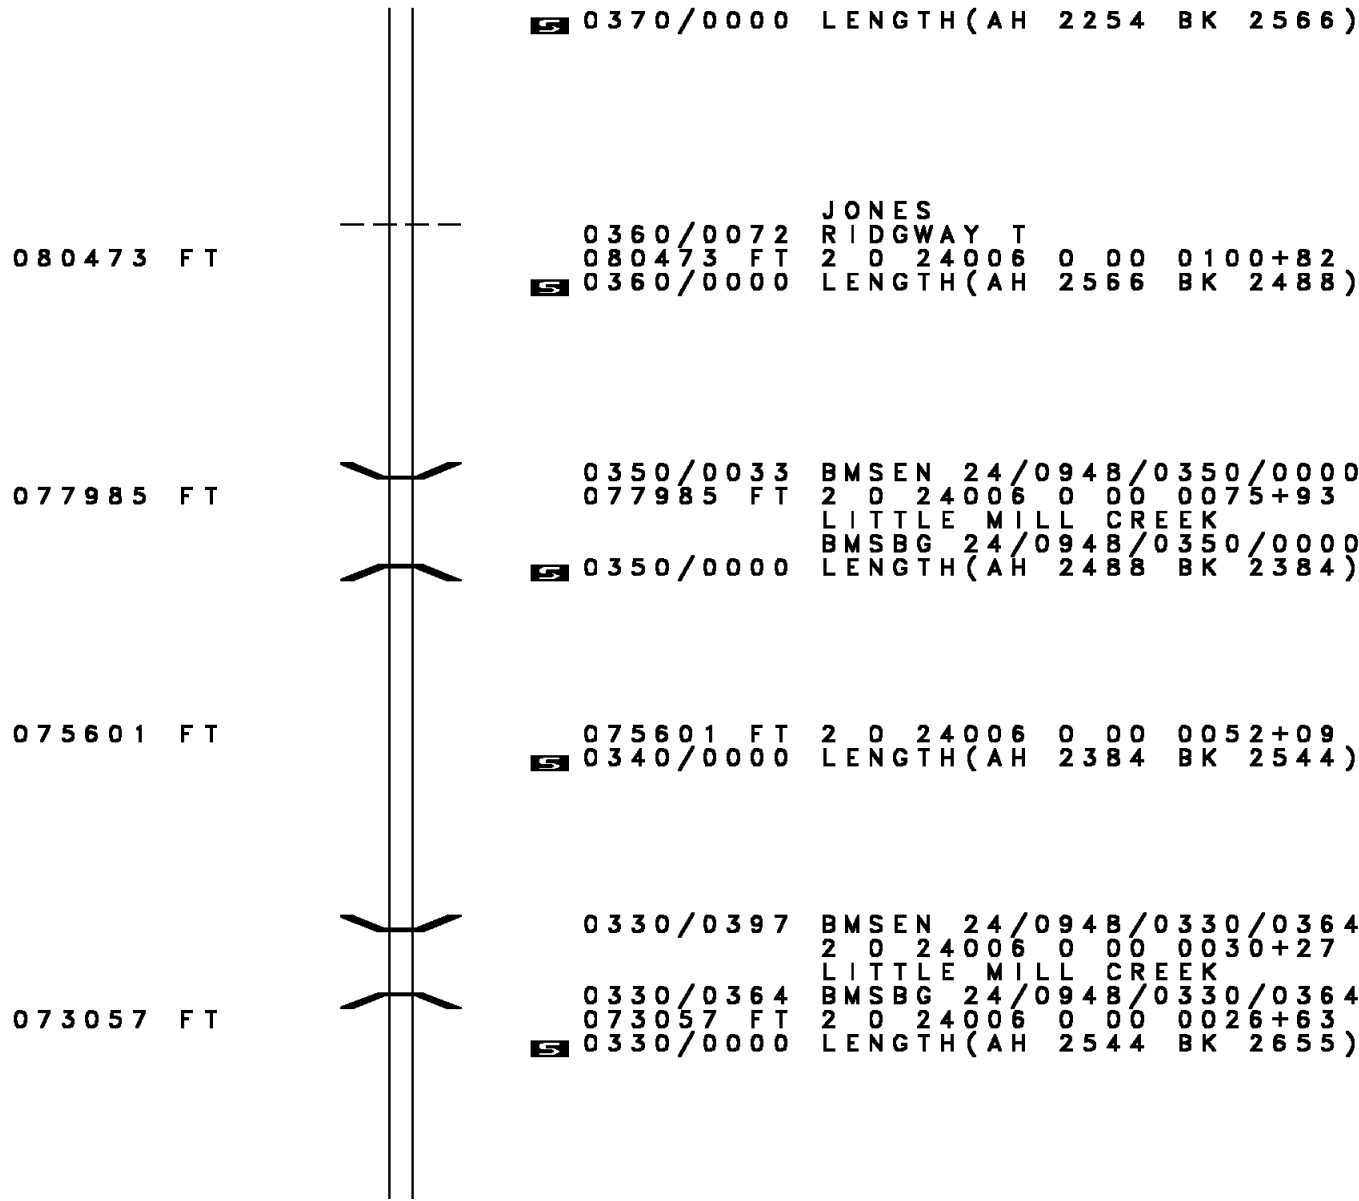 S 0370/0000 LENGTH(AH 2254 BK 2566)
JONES
0360/0072 RIDGWAY T
080473 FT 080473 FT 2 0 24006 0 00 0100+82
S 0360/0000 LENGTH(AH 2566 BK 2488)
0350/0033 BMSEN 24/0948/0350/0000
077985 FT 077985 FT 2 0 24006 0 00 0075+93
LITTLE MILL CREEK
BMSBG 24/0948/0350/0000
S 0350/0000 LENGTH(AH 2488 BK 2384)
075601 FT 075601 FT 2 0 24006 0 00 0052+09
S 0340/0000 LENGTH(AH 2384 BK 2544)
0330/0397 BMSEN 24/0948/0330/0364
2 0 24006 0 00 0030+27
LITTLE MILL CREEK
0330/0364 BMSBG 24/0948/0330/0364
073057 FT 073057 FT 2 0 24006 0 00 0026+63
S 0330/0000 LENGTH(AH 2544 BK 2655)